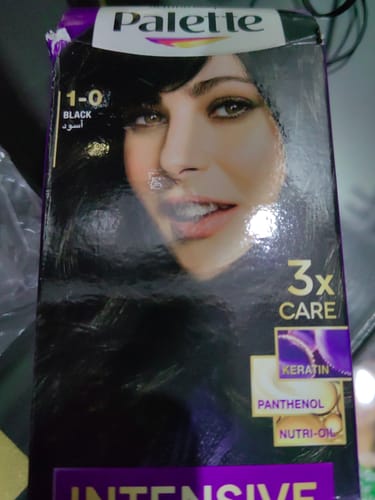 Palette
1-0
BLACK
أسود
3x
CARE
KERATIN
PANTHENOL
NUTRI-OIL
INTENSIVE